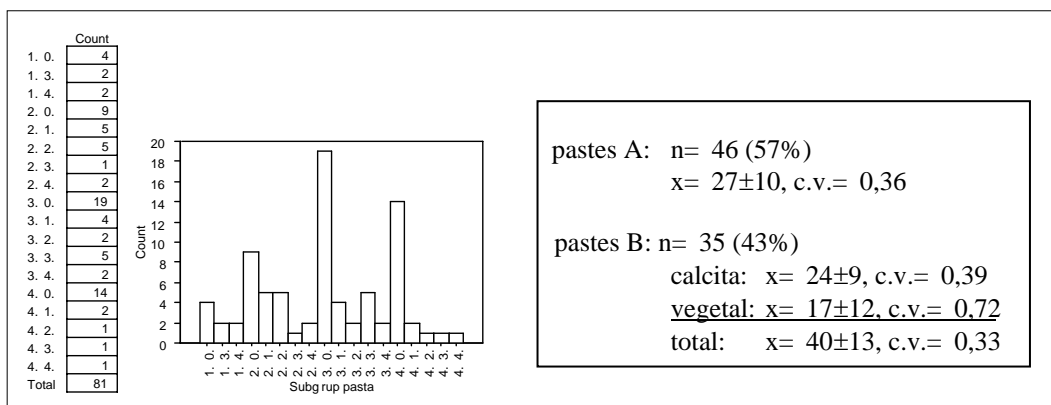 Count
1. 0. 4
1. 3. 2
1. 4. 2
2. 0. 9
2. 1. 5
2. 2. 5
2. 3. 1
2. 4. 2
3. 0. 19
3. 1. 4
3. 2. 2
3. 3. 5
3. 4. 2
4. 0. 14
4. 1. 2
4. 2. 1
4. 3. 1
4. 4. 1
Total 81
20
18
16
14
12
10
8
6
4
2
0
Count
1. 0.
1. 3.
1. 4.
2. 0.
2. 1.
2. 2.
2. 3.
2. 4.
3. 0.
3. 1.
3. 2.
3. 3.
3. 4.
4. 0.
4. 1.
4. 2.
4. 3.
4. 4.
Subg rup pasta
pastes A: n= 46 (57%)
x= 27±10, c.v.= 0,36
pastes B: n= 35 (43%)
calcita: x= 24±9, c.v.= 0,39
vegetal: x= 17±12, c.v.= 0,72
total: x= 40±13, c.v.= 0,33